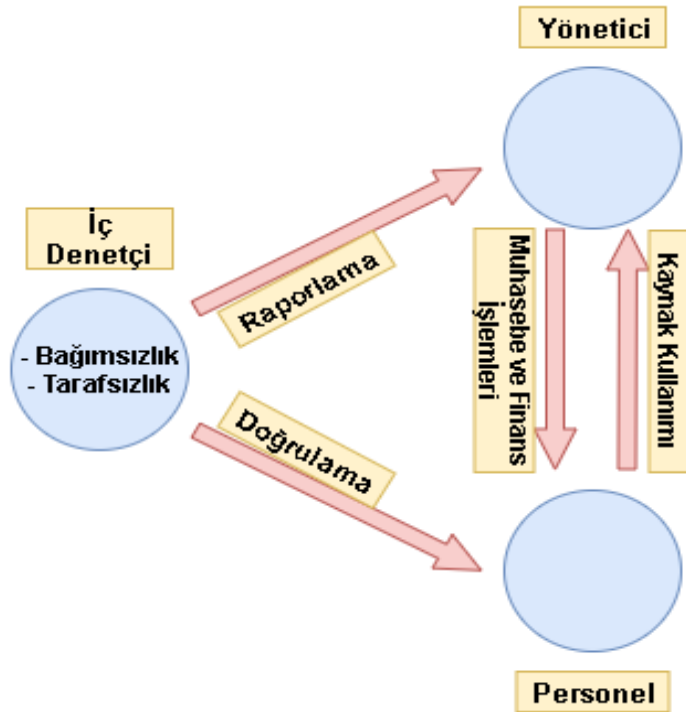 Yönetici
İç
Denetçi
- Bağımsızlık
- Tarafsızlık
Raporlama
Doğrulama
Muhasebe ve Finans
İşlemleri
Kaynak Kullanımı
Personel